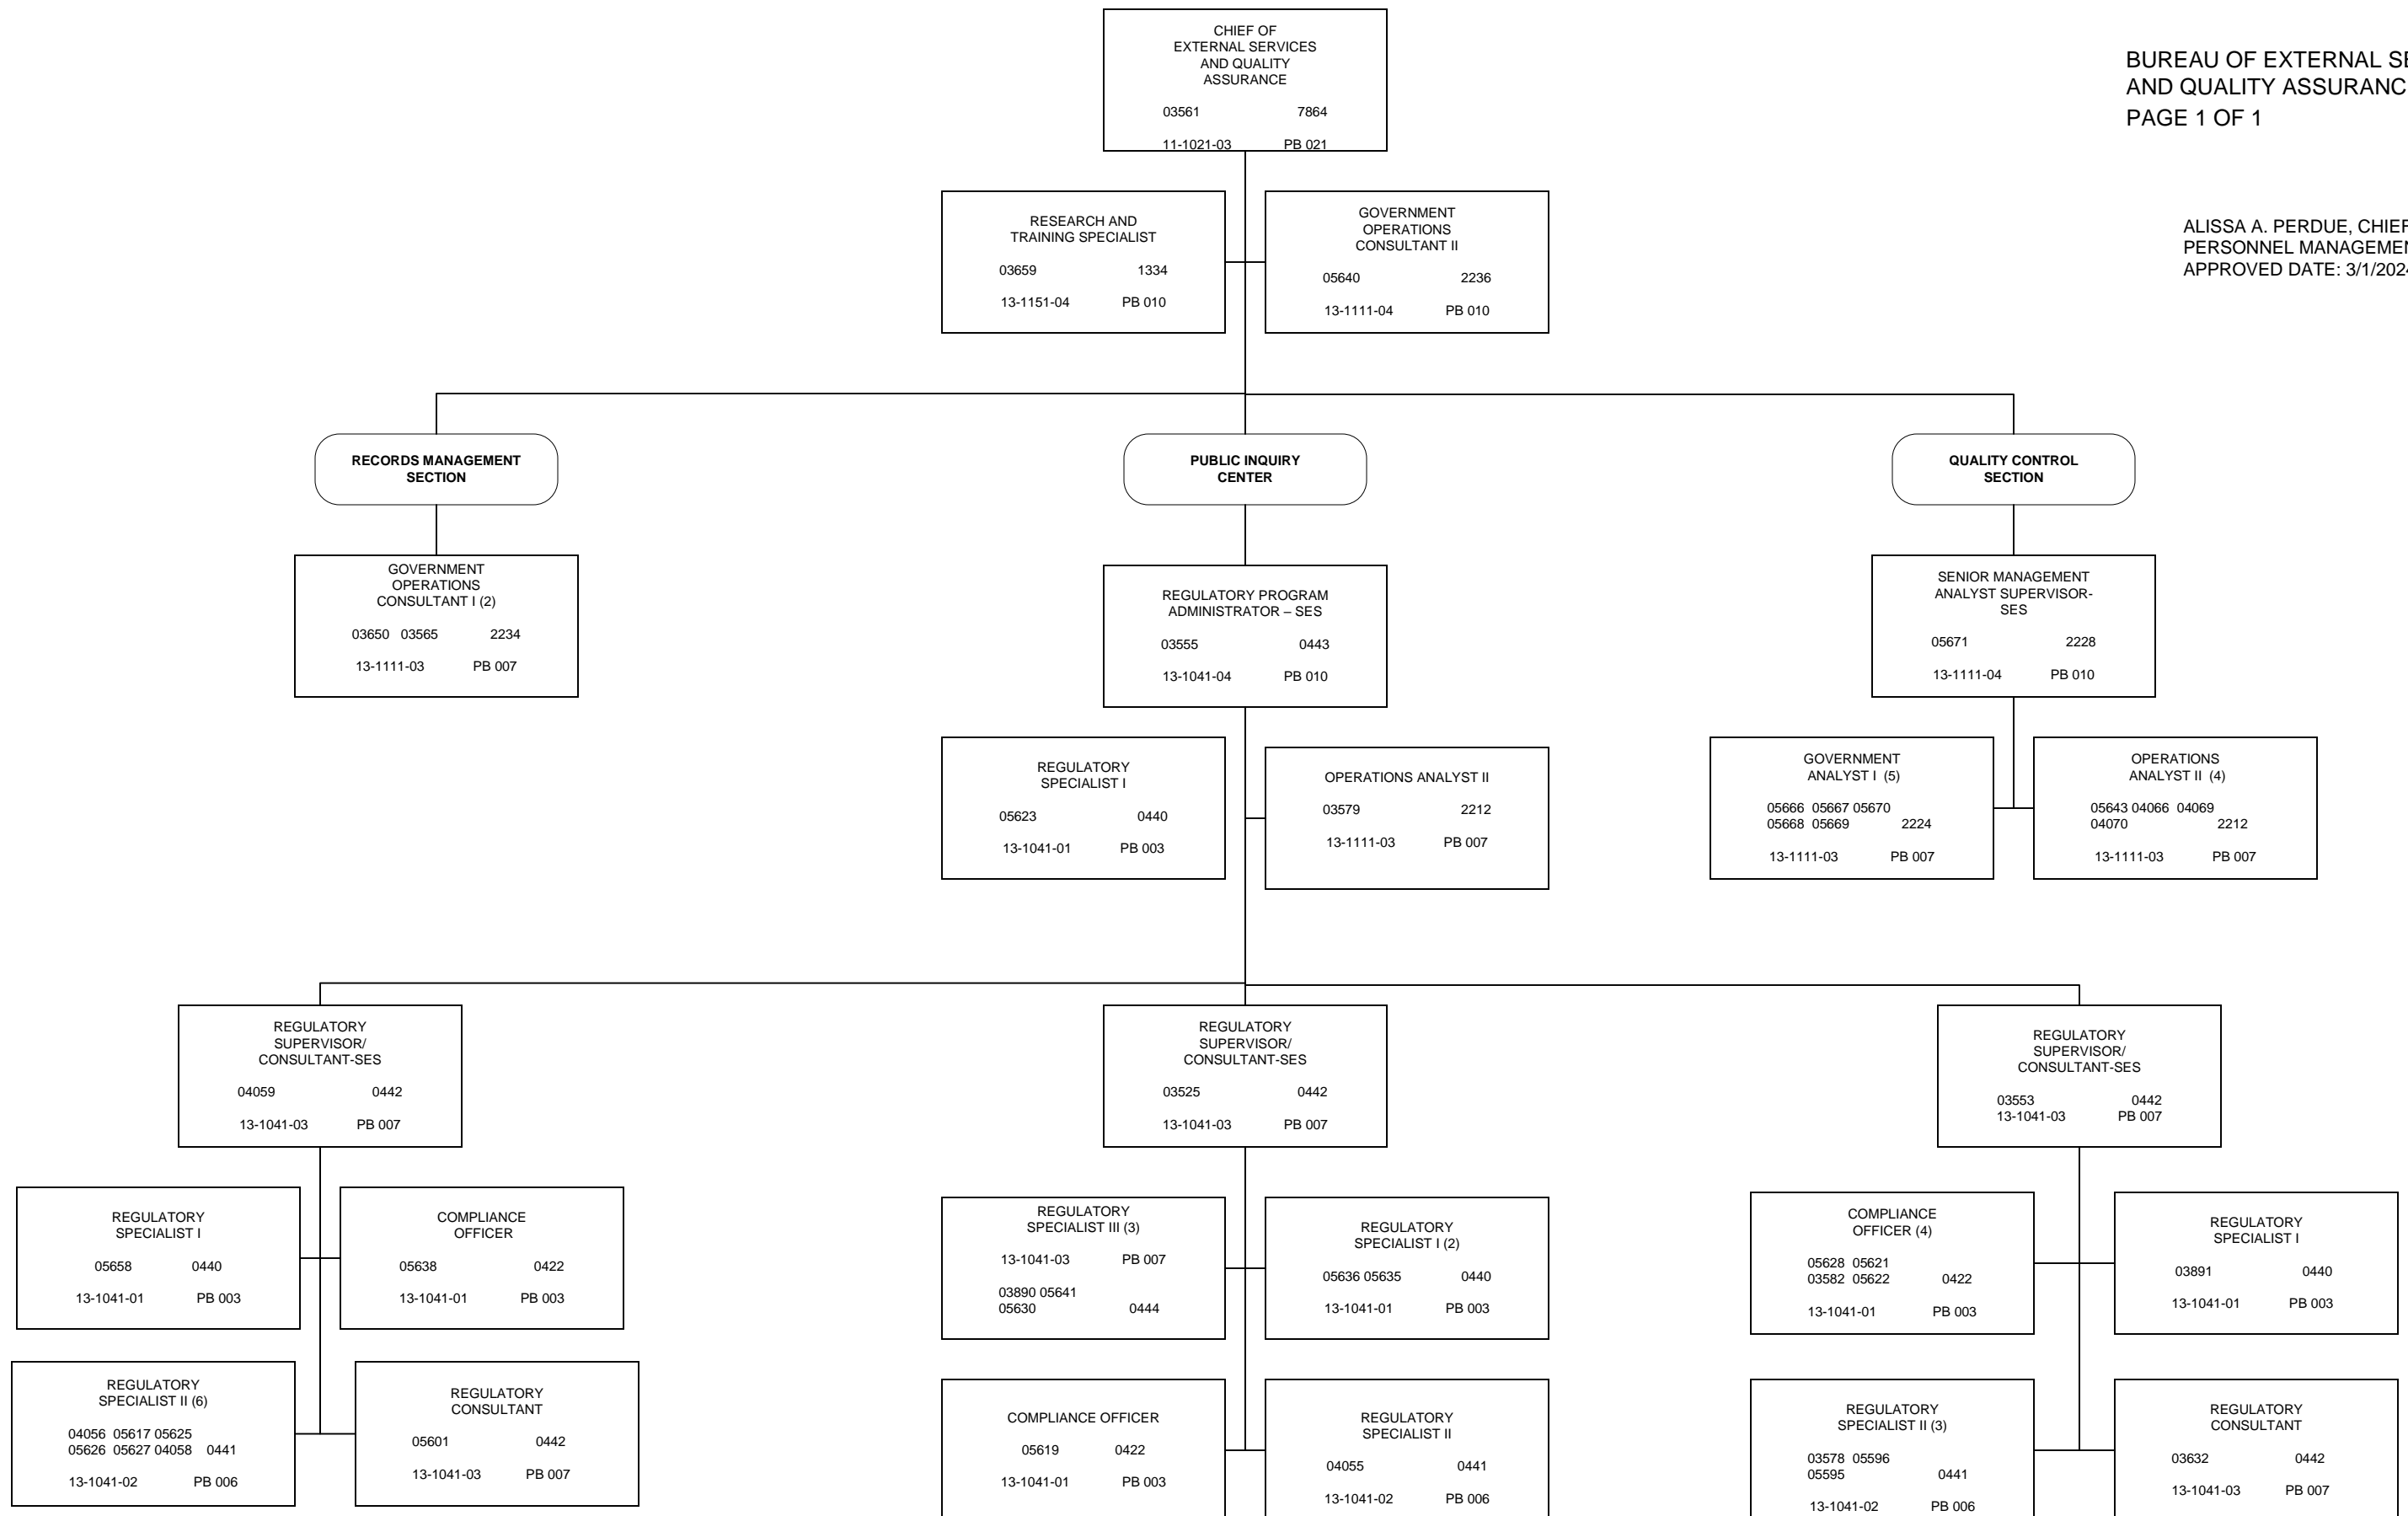 CHIEF OF
EXTERNAL SERVICES
AND QUALITY
ASSURANCE
03561 7864
11-1021-03 PB 021
BUREAU OF EXTERNAL SE
AND QUALITY ASSURANC
PAGE 1 OF 1
ALISSA A. PERDUE, CHIEF
PERSONNEL MANAGEMEN
APPROVED DATE: 3/1/2024
RESEARCH AND
TRAINING SPECIALIST
03659 1334
13-1151-04 PB 010
GOVERNMENT
OPERATIONS
CONSULTANT II
05640 2236
13-1111-04 PB 010
RECORDS MANAGEMENT
SECTION
PUBLIC INQUIRY
CENTER
QUALITY CONTROL
SECTION
GOVERNMENT
OPERATIONS
CONSULTANT I (2)
03650 03565 2234
13-1111-03 PB 007
REGULATORY PROGRAM
ADMINISTRATOR – SES
03555 0443
13-1041-04 PB 010
SENIOR MANAGEMENT
ANALYST SUPERVISOR-
SES
05671 2228
13-1111-04 PB 010
REGULATORY
SPECIALIST I
05623 0440
13-1041-01 PB 003
OPERATIONS ANALYST II
03579 2212
13-1111-03 PB 007
GOVERNMENT
ANALYST I (5)
05666 05667 05670
05668 05669 2224
13-1111-03 PB 007
OPERATIONS
ANALYST II (4)
05643 04066 04069
04070 2212
13-1111-03 PB 007
REGULATORY
SUPERVISOR/
CONSULTANT-SES
04059 0442
13-1041-03 PB 007
REGULATORY
SUPERVISOR/
CONSULTANT-SES
03525 0442
13-1041-03 PB 007
REGULATORY
SUPERVISOR/
CONSULTANT-SES
03553 0442
13-1041-03 PB 007
REGULATORY
SPECIALIST I
05658 0440
13-1041-01 PB 003
COMPLIANCE
OFFICER
05638 0422
13-1041-01 PB 003
REGULATORY
SPECIALIST III (3)
13-1041-03 PB 007
03890 05641
05630 0444
REGULATORY
SPECIALIST I (2)
05636 05635 0440
13-1041-01 PB 003
COMPLIANCE
OFFICER (4)
05628 05621
03582 05622 0422
13-1041-01 PB 003
REGULATORY
SPECIALIST I
03891 0440
13-1041-01 PB 003
REGULATORY
SPECIALIST II (6)
04056 05617 05625
05626 05627 04058 0441
13-1041-02 PB 006
REGULATORY
CONSULTANT
05601 0442
13-1041-03 PB 007
COMPLIANCE OFFICER
05619 0422
13-1041-01 PB 003
REGULATORY
SPECIALIST II
04055 0441
13-1041-02 PB 006
REGULATORY
SPECIALIST II (3)
03578 05596
05595 0441
13-1041-02 PB 006
REGULATORY
CONSULTANT
03632 0442
13-1041-03 PB 007